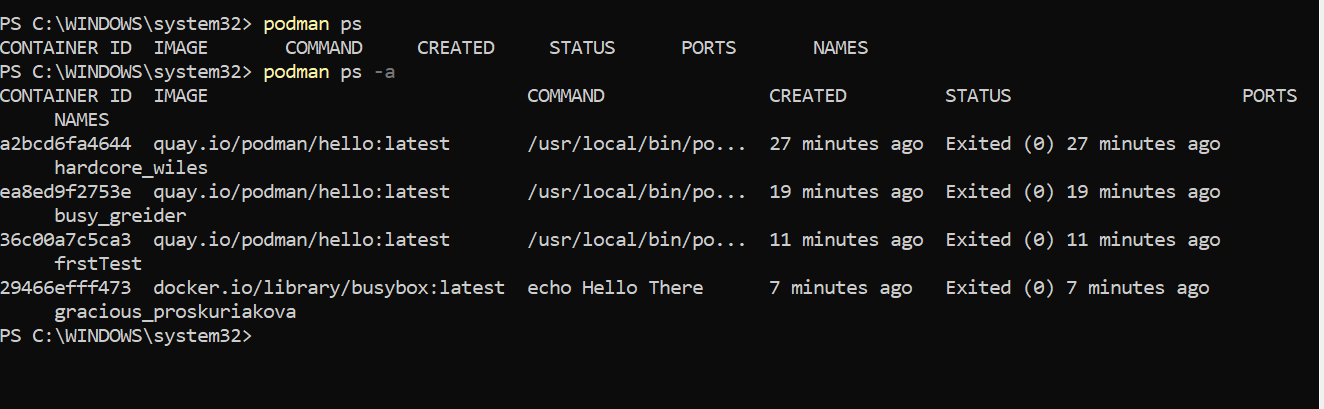 PS C:\WINDOWS\system32> podman ps
CONTAINER ID  IMAGE       COMMAND     CREATED     STATUS      PORTS       NAMES
PS C:\WINDOWS\system32> podman ps -a
CONTAINER ID  IMAGE                             COMMAND               CREATED         STATUS                     PORTS
     NAMES
a2bcd6fa4644  quay.io/podman/hello:latest       /usr/local/bin/po...  27 minutes ago  Exited (0) 27 minutes ago
     hardcore_wiles
ea8ed9f2753e  quay.io/podman/hello:latest       /usr/local/bin/po...  19 minutes ago  Exited (0) 19 minutes ago
     busy_greider
36c00a7c5ca3  quay.io/podman/hello:latest       /usr/local/bin/po...  11 minutes ago  Exited (0) 11 minutes ago
     frstTest
29466efff473  docker.io/library/busybox:latest  echo Hello There      7 minutes ago   Exited (0) 7 minutes ago
     gracious_proskuriakova
PS C:\WINDOWS\system32>